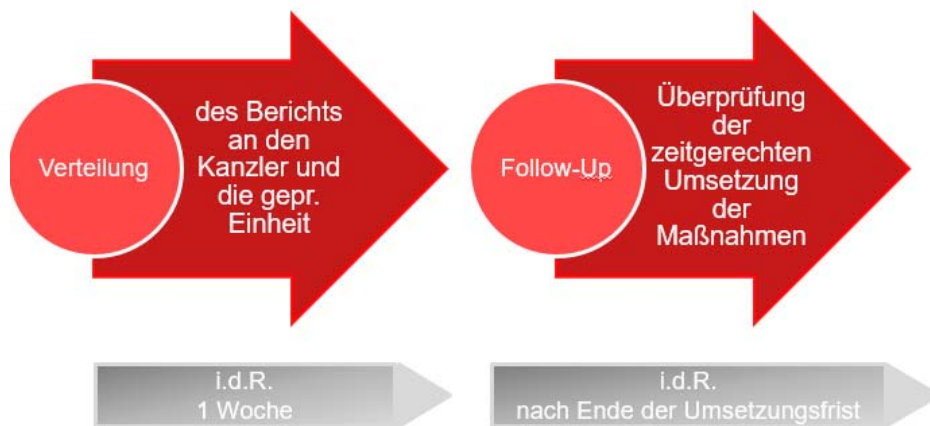 Verteilung
des Berichts
an den
Kanzler und
die gepr.
Einheit
Follow-Up
Überprüfung
der
zeitgerechten
Umsetzung
der
Maßnahmen
i.d.R.
1 Woche
i.d.R.
nach Ende der Umsetzungsfrist